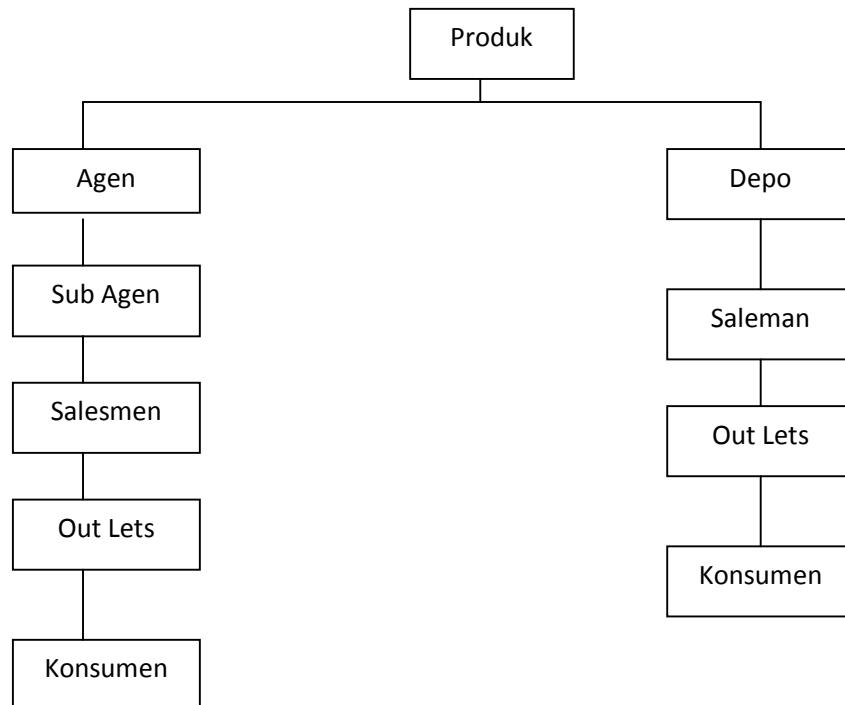 Produk
Agen
Depo
Sub Agen
Saleman
Salesmen
Out Lets
Out Lets
Konsumen
Konsumen